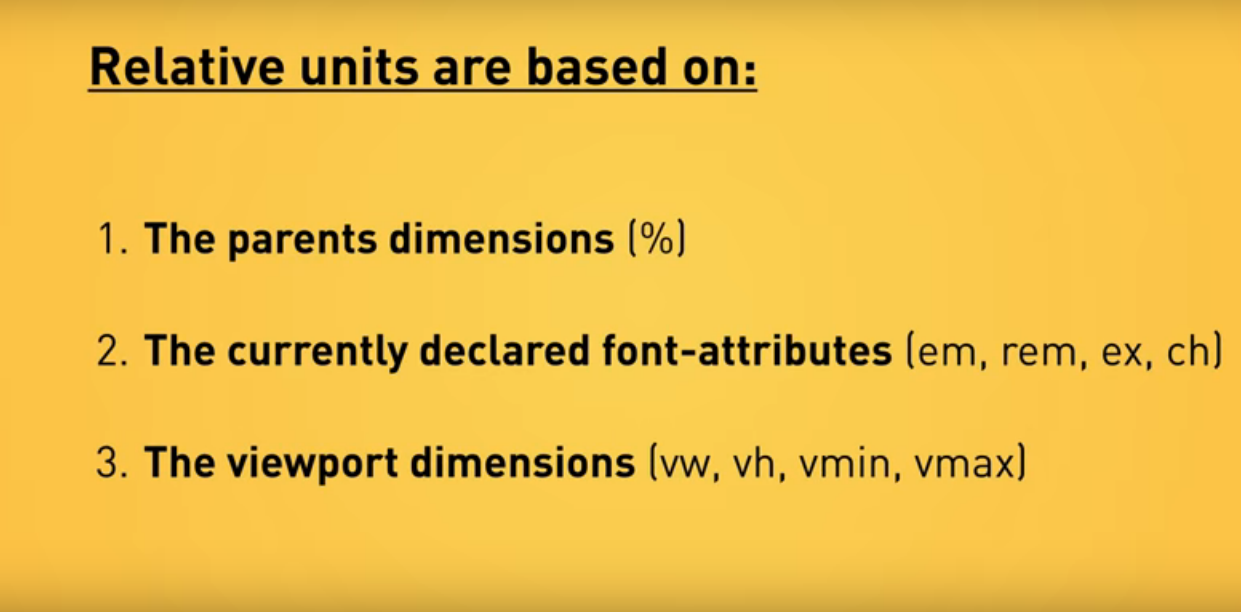 Relative units are based on:
1. The parents dimensions (%)
2. The currently declared font-attributes (em, rem, ex, ch)
3. The viewport dimensions (vw, vh, vmin, vmax)